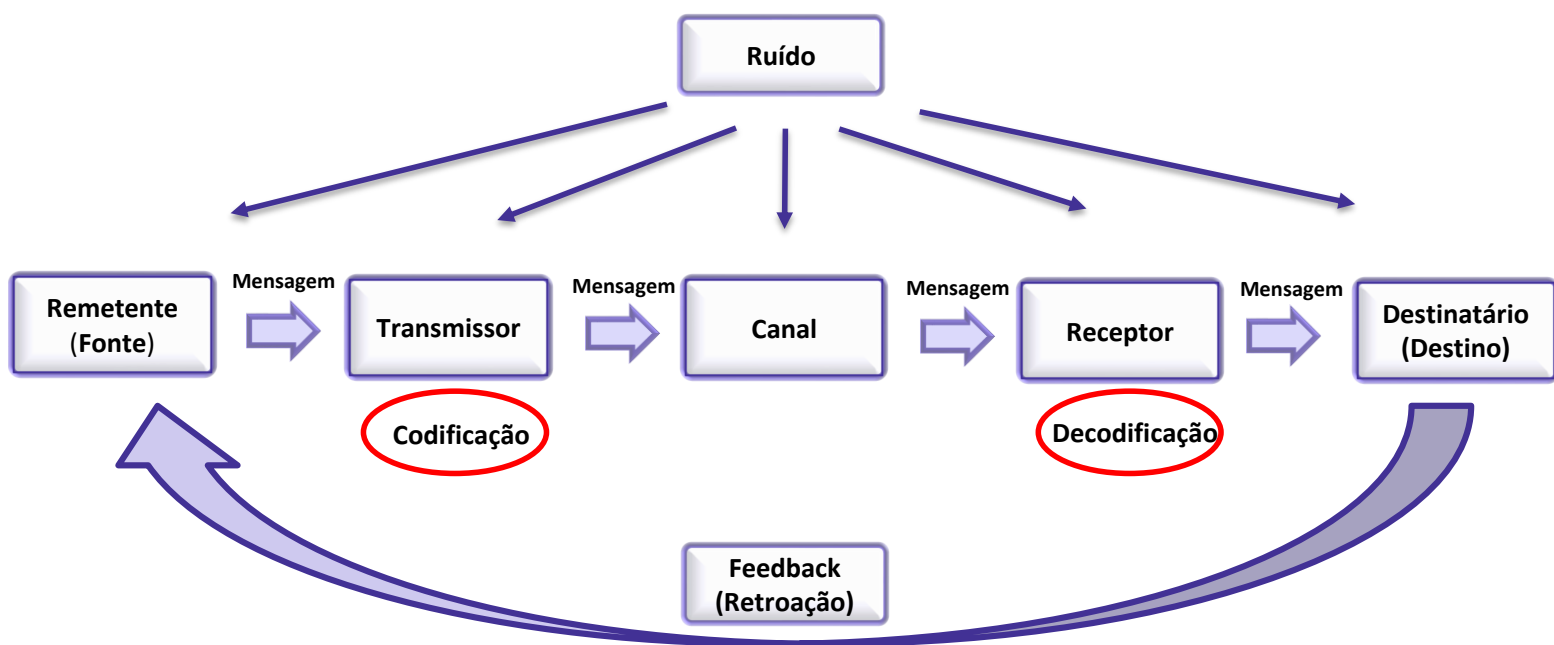 Ruído
Mensagem
Mensagem
Mensagem
Mensagem
Remetente
(Fonte)
Transmissor
Canal
Receptor
Destinatário
(Destino)
Codificação
Decodificação
Feedback
(Retroação)